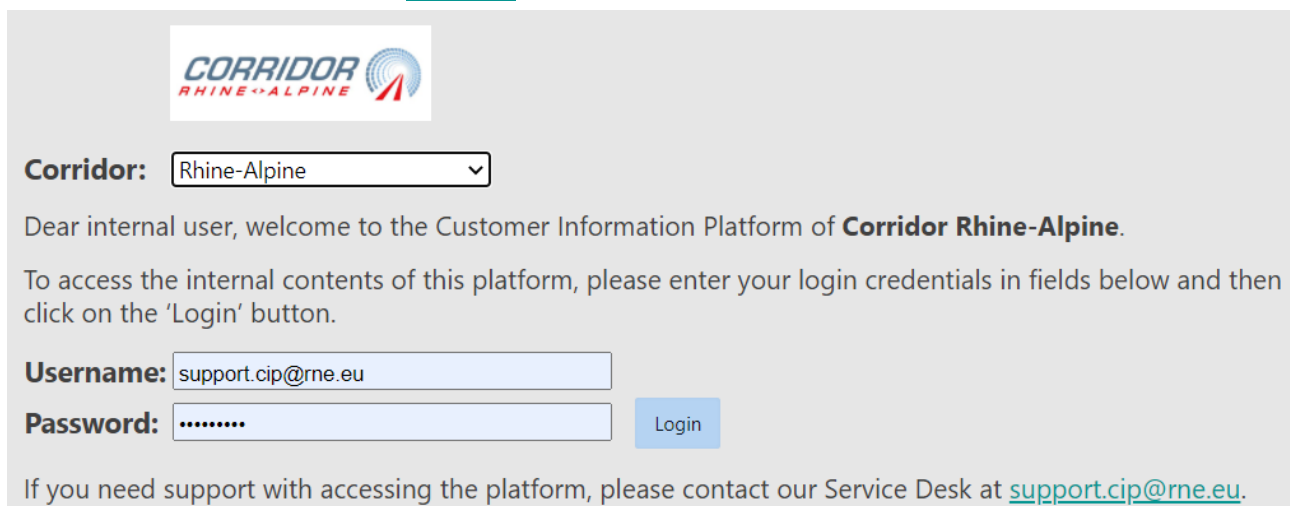 CORRIDOR
RHINE<>ALPINE
Corridor: Rhine-Alpine
Dear internal user, welcome to the Customer Information Platform of Corridor Rhine-Alpine.
To access the internal contents of this platform, please enter your login credentials in fields below and then
click on the ‘Login’ button.
Username: support.cip@rne.eu
Password: ••••••••• Login
If you need support with accessing the platform, please contact our Service Desk at support.cip@rne.eu.